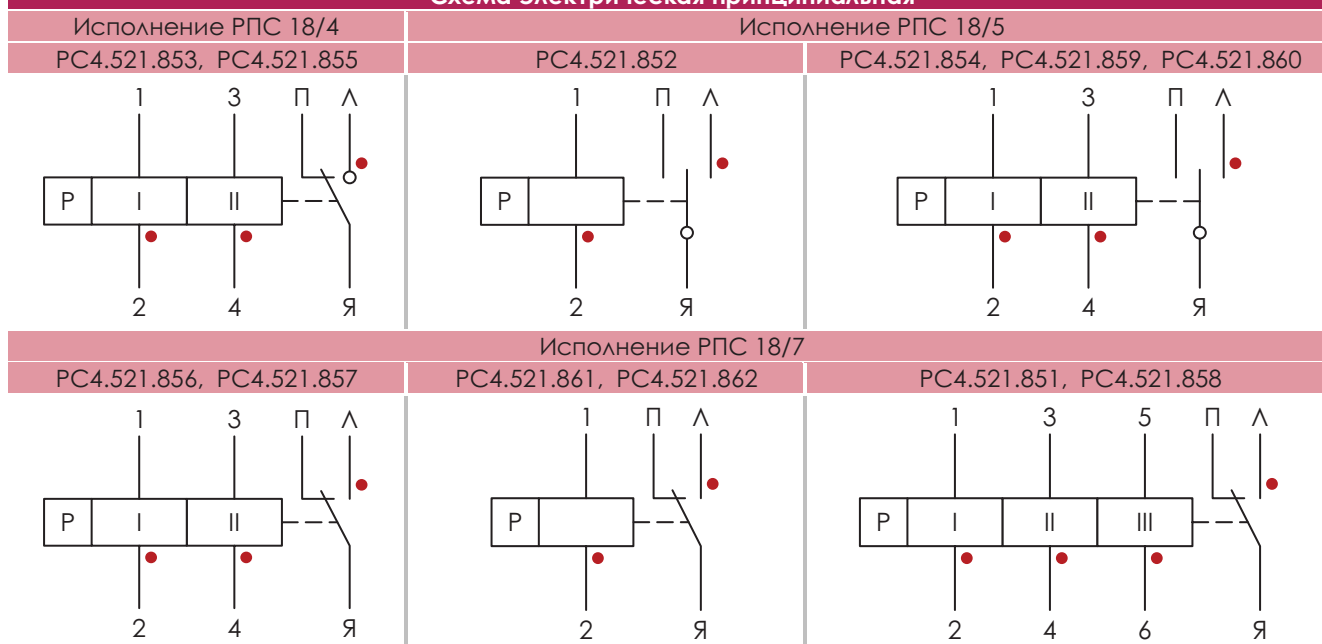 Схема электрическая принципиальная
Исполнение РПС 18/4 Исполнение РПС 18/5
РС4.521.853, РС4.521.855 РС4.521.852 РС4.521.854, РС4.521.859, РС4.521.860
1 3 П Л 1 П Л 1 3 П Л
Р I II Р Р I II
2 4 Я 2 Я 2 4 Я
Исполнение РПС 18/7
РС4.521.856, РС4.521.857 РС4.521.861, РС4.521.862 РС4.521.851, РС4.521.858
1 3 П Л 1 П Л 1 3 5 П Л
Р I II Р Р I II III
2 4 Я 2 Я 2 4 6 Я